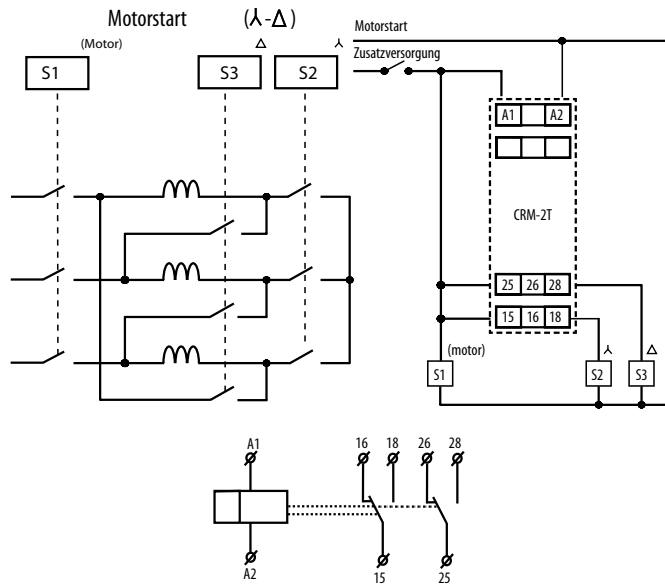 Motorstart (⅄-Δ)
(Motor)
S1
Δ
S3
⅄
S2
Motorstart
Zusatzversorgung
A1 A2
CRM-2T
25 26 28
15 16 18
(motor)
S1
⅄
S2
Δ
S3
A1
A2
16 18 26 28
15 25